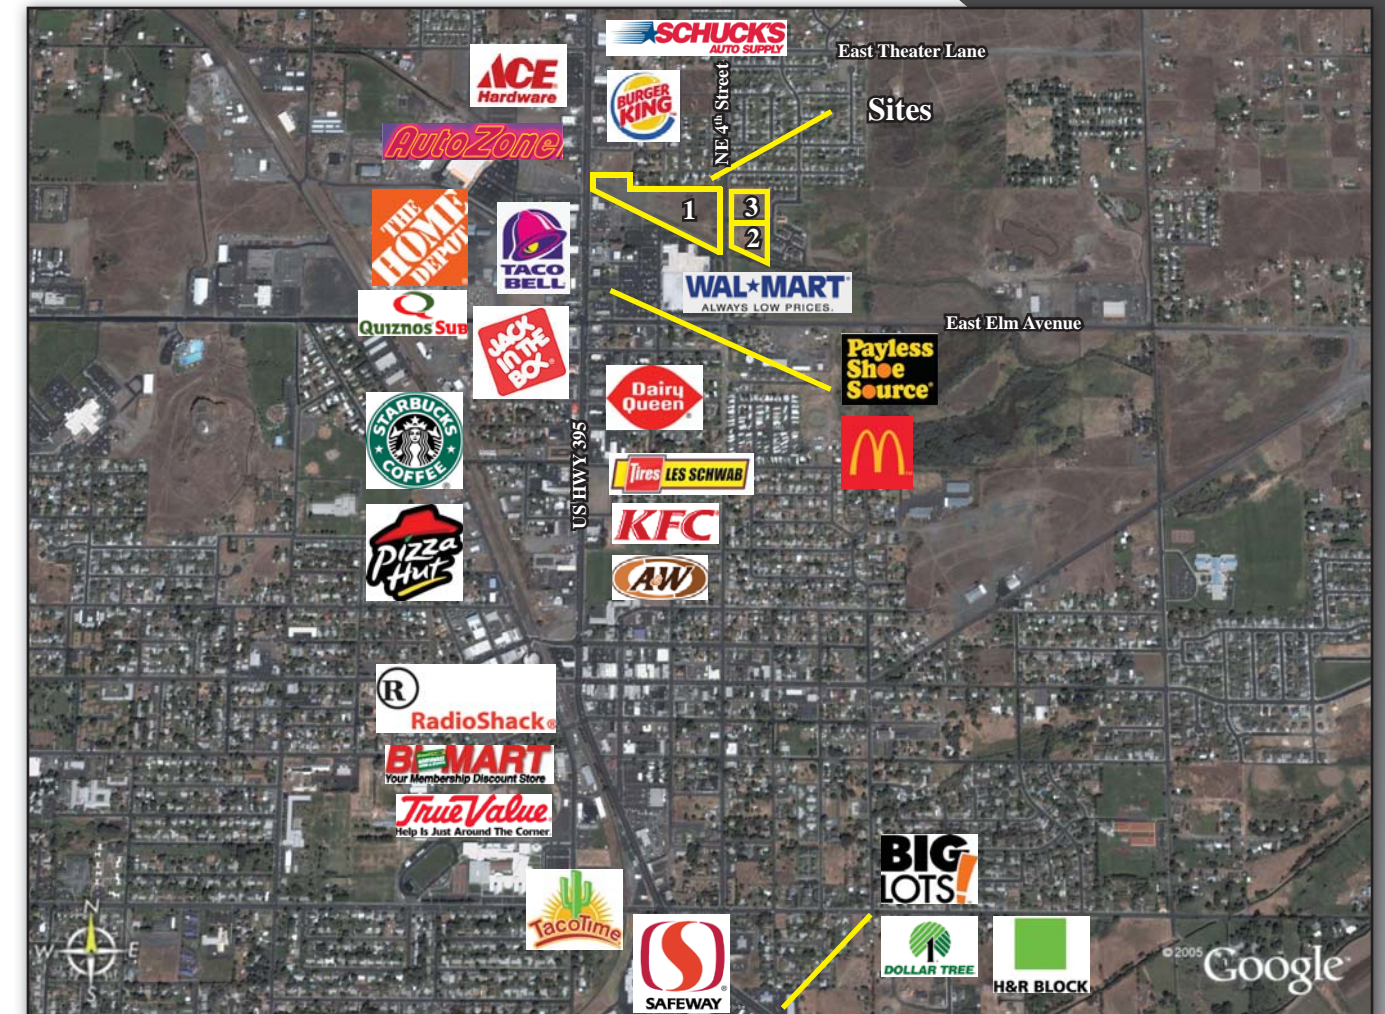 SCHUCK'S
AUTO SUPPLY
East Theater Lane
ACE
Hardware
BURGER
KING
NE 4th Street
Sites
AutoZone
1
3
2
THE
HOME
DEPOT
TACO
BELL
WAL★MART
ALWAYS LOW PRICES.
QUIZNOS SUB
East Elm Avenue
JACK
IN THE
BOX
Payless
Shoe
Source
Dairy
Queen
STARBUCKS
COFFEE
US HWY 395
Tires LES SCHWAB
KFC
Pizza
Hut
A&W
R
RadioShack®
BI-MART
Your Membership Discount Store
True Value
Help Is Just Around The Corner
BIG
LOTS!
TacoTime
1
DOLLAR TREE
H&R BLOCK
SAFEWAY
N
W E
S
©2005 Google